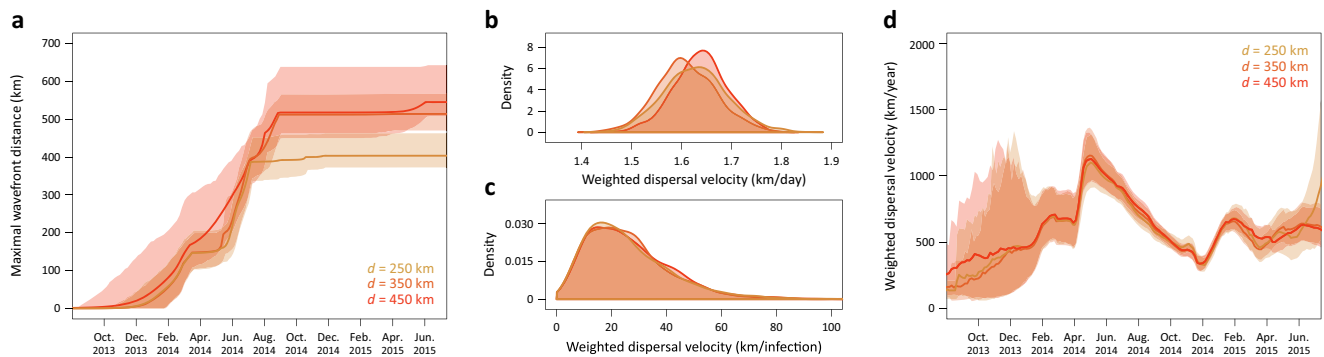 a
Maximal wavefront distance (km)
700
600
500
400
300
200
100
0
d = 250 km
d = 350 km
d = 450 km
Oct. 2013
Dec. 2013
Feb. 2014
Apr. 2014
Jun. 2014
Aug. 2014
Oct. 2014
Dec. 2014
Feb. 2015
Apr. 2015
Jun. 2015
b
Density
8
6
4
2
0
1.4 1.5 1.6 1.7 1.8 1.9
Weighted dispersal velocity (km/day)
c
Density
0.030
0.015
0
0 20 40 60 80 100
Weighted dispersal velocity (km/infection)
d
Weighted dispersal velocity (km/year)
2000
1500
1000
500
0
d = 250 km
d = 350 km
d = 450 km
Oct. 2013
Dec. 2013
Feb. 2014
Apr. 2014
Jun. 2014
Aug. 2014
Oct. 2014
Dec. 2014
Feb. 2015
Apr. 2015
Jun. 2015